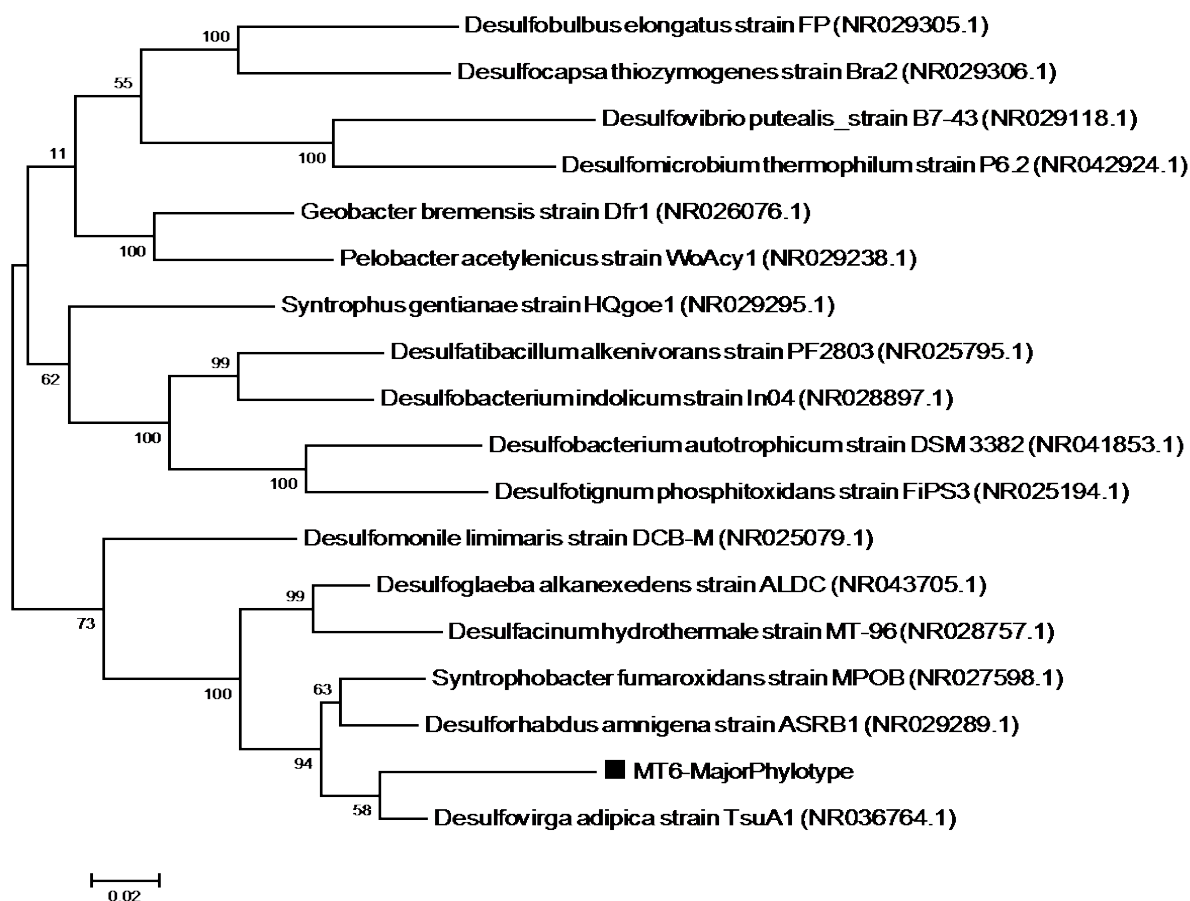 Desulfobulbus elongatus strain FP (NR029305.1)
100
Desulfocapsa thiozymogenes strain Bra2 (NR029306.1)
55
Desulfovibrio putealis_strain B7-43 (NR029118.1)
100
Desulfomicrobium thermophilum strain P6.2 (NR042924.1)
11
Geobacter bremensis strain Dfr1 (NR026076.1)
100
Pelobacter acetylenicus strain WoAcy1 (NR029238.1)
Syntrophus gentianae strain HQgoe1 (NR029295.1)
62
Desulfatibacillum alkenivorans strain PF2803 (NR025795.1)
99
Desulfobacterium indolicum strain In04 (NR028897.1)
100
Desulfobacterium autotrophicum strain DSM 3382 (NR041853.1)
100
Desulfotignum phosphitoxidans strain FiPS3 (NR025194.1)
Desulfomonile limimaris strain DCB-M (NR025079.1)
73
Desulfoglaeba alkanexedens strain ALDC (NR043705.1)
99
Desulfacinum hydrothermale strain MT-96 (NR028757.1)
100
Syntrophobacter fumaroxidans strain MPOB (NR027598.1)
63
Desulforhabdus amnigena strain ASRB1 (NR029289.1)
94
MT6-MajorPhylotype
58
Desulfovirga adipica strain TsuA1 (NR036764.1)
0.02